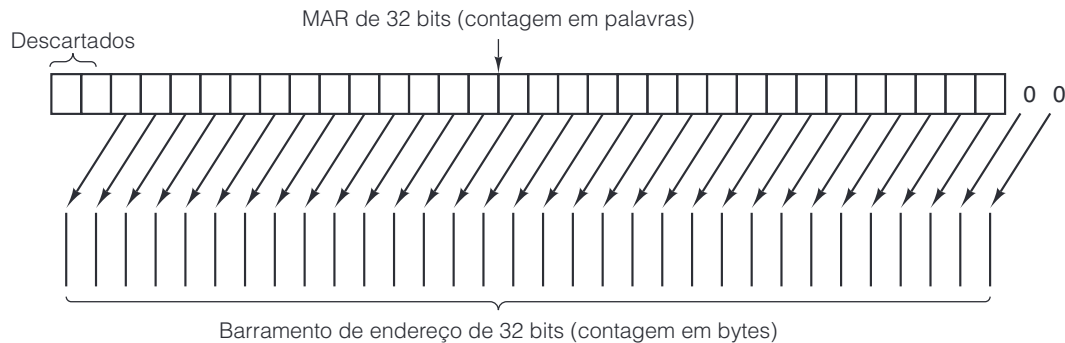 MAR de 32 bits (contagem em palavras)
Descartados
0 0
Barramento de endereço de 32 bits (contagem em bytes)